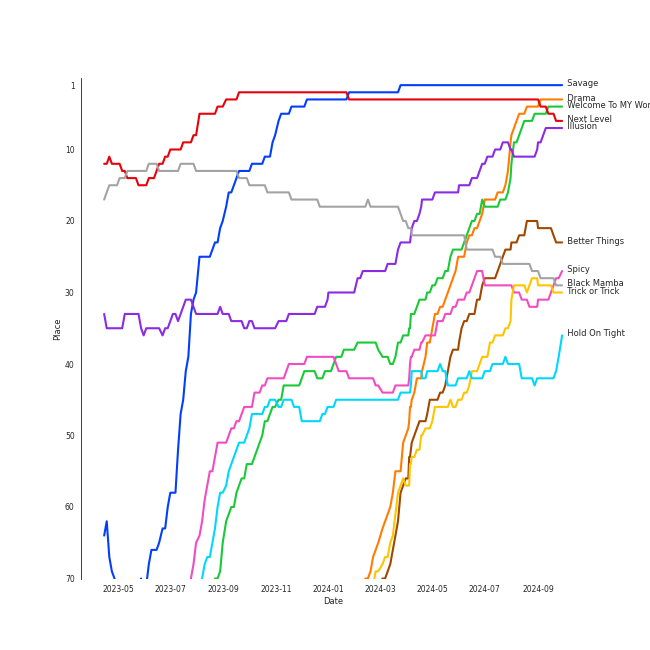 1
10
20
30
40
50
60
70
Place
2023-05
2023-07
2023-09
2023-11
2024-01
2024-03
2024-05
2024-07
2024-09
Date
Savage
Drama
Welcome To MY Wor
Next Level
Illusion
Better Things
Spicy
Black Mamba
Trick or Trick
Hold On Tight